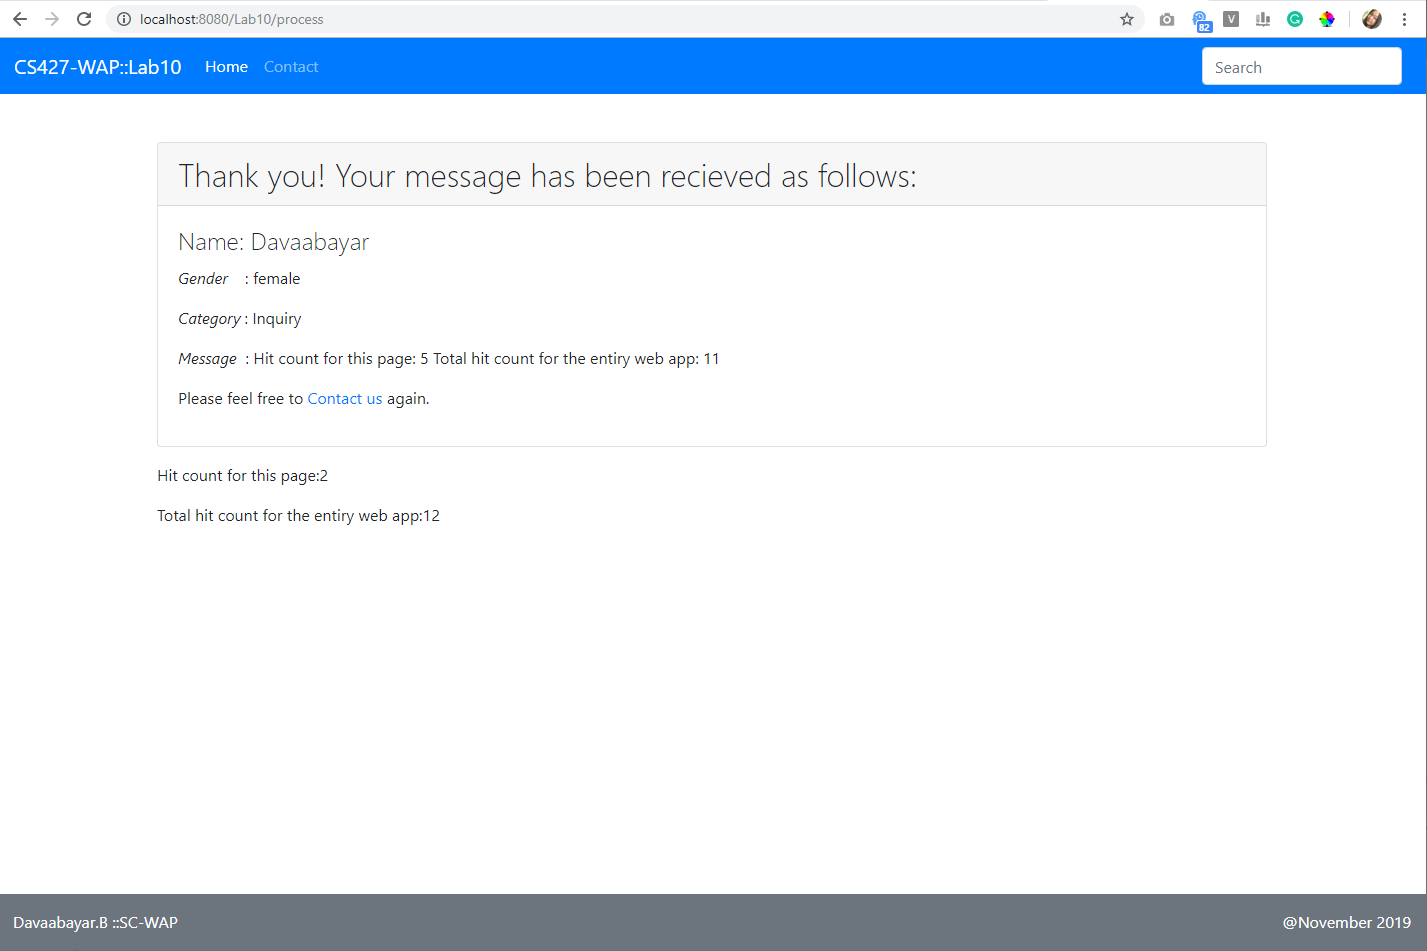 localhost:8080/Lab10/process
82
V
CS427-WAP::Lab10 Home Contact Search
Thank you! Your message has been recieved as follows:
Name: Davaabayar
Gender : female
Category : Inquiry
Message : Hit count for this page: 5 Total hit count for the entiry web app: 11
Please feel free to Contact us again.
Hit count for this page:2
Total hit count for the entiry web app:12
Davaabayar.B ::SC-WAP @November 2019